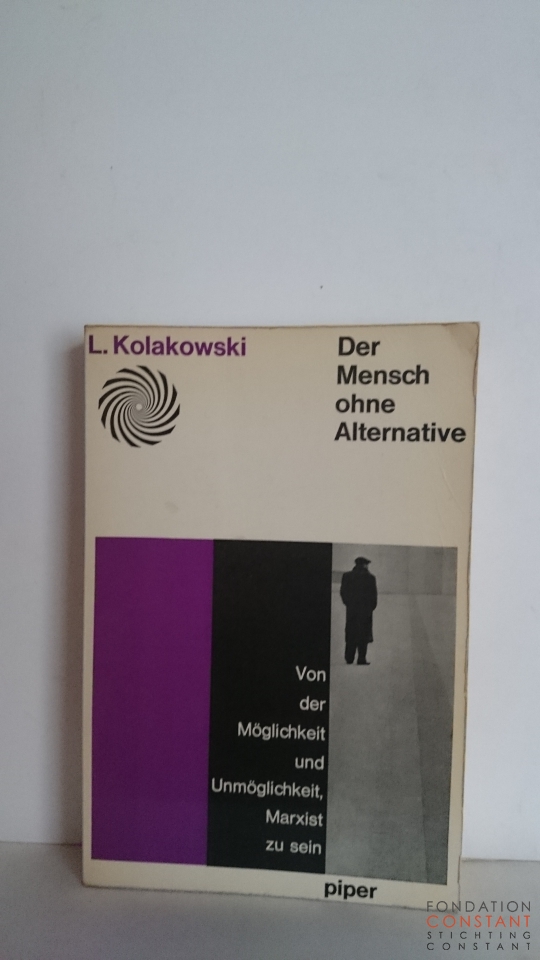 L. Kolakowski
Der
Mensch
ohne
Alternative
Von
der
Möglichkeit
und
Unmöglichkeit,
Marxist
zu sein
piper
FONDATION
CONSTANT
STICHTING
CONSTANT